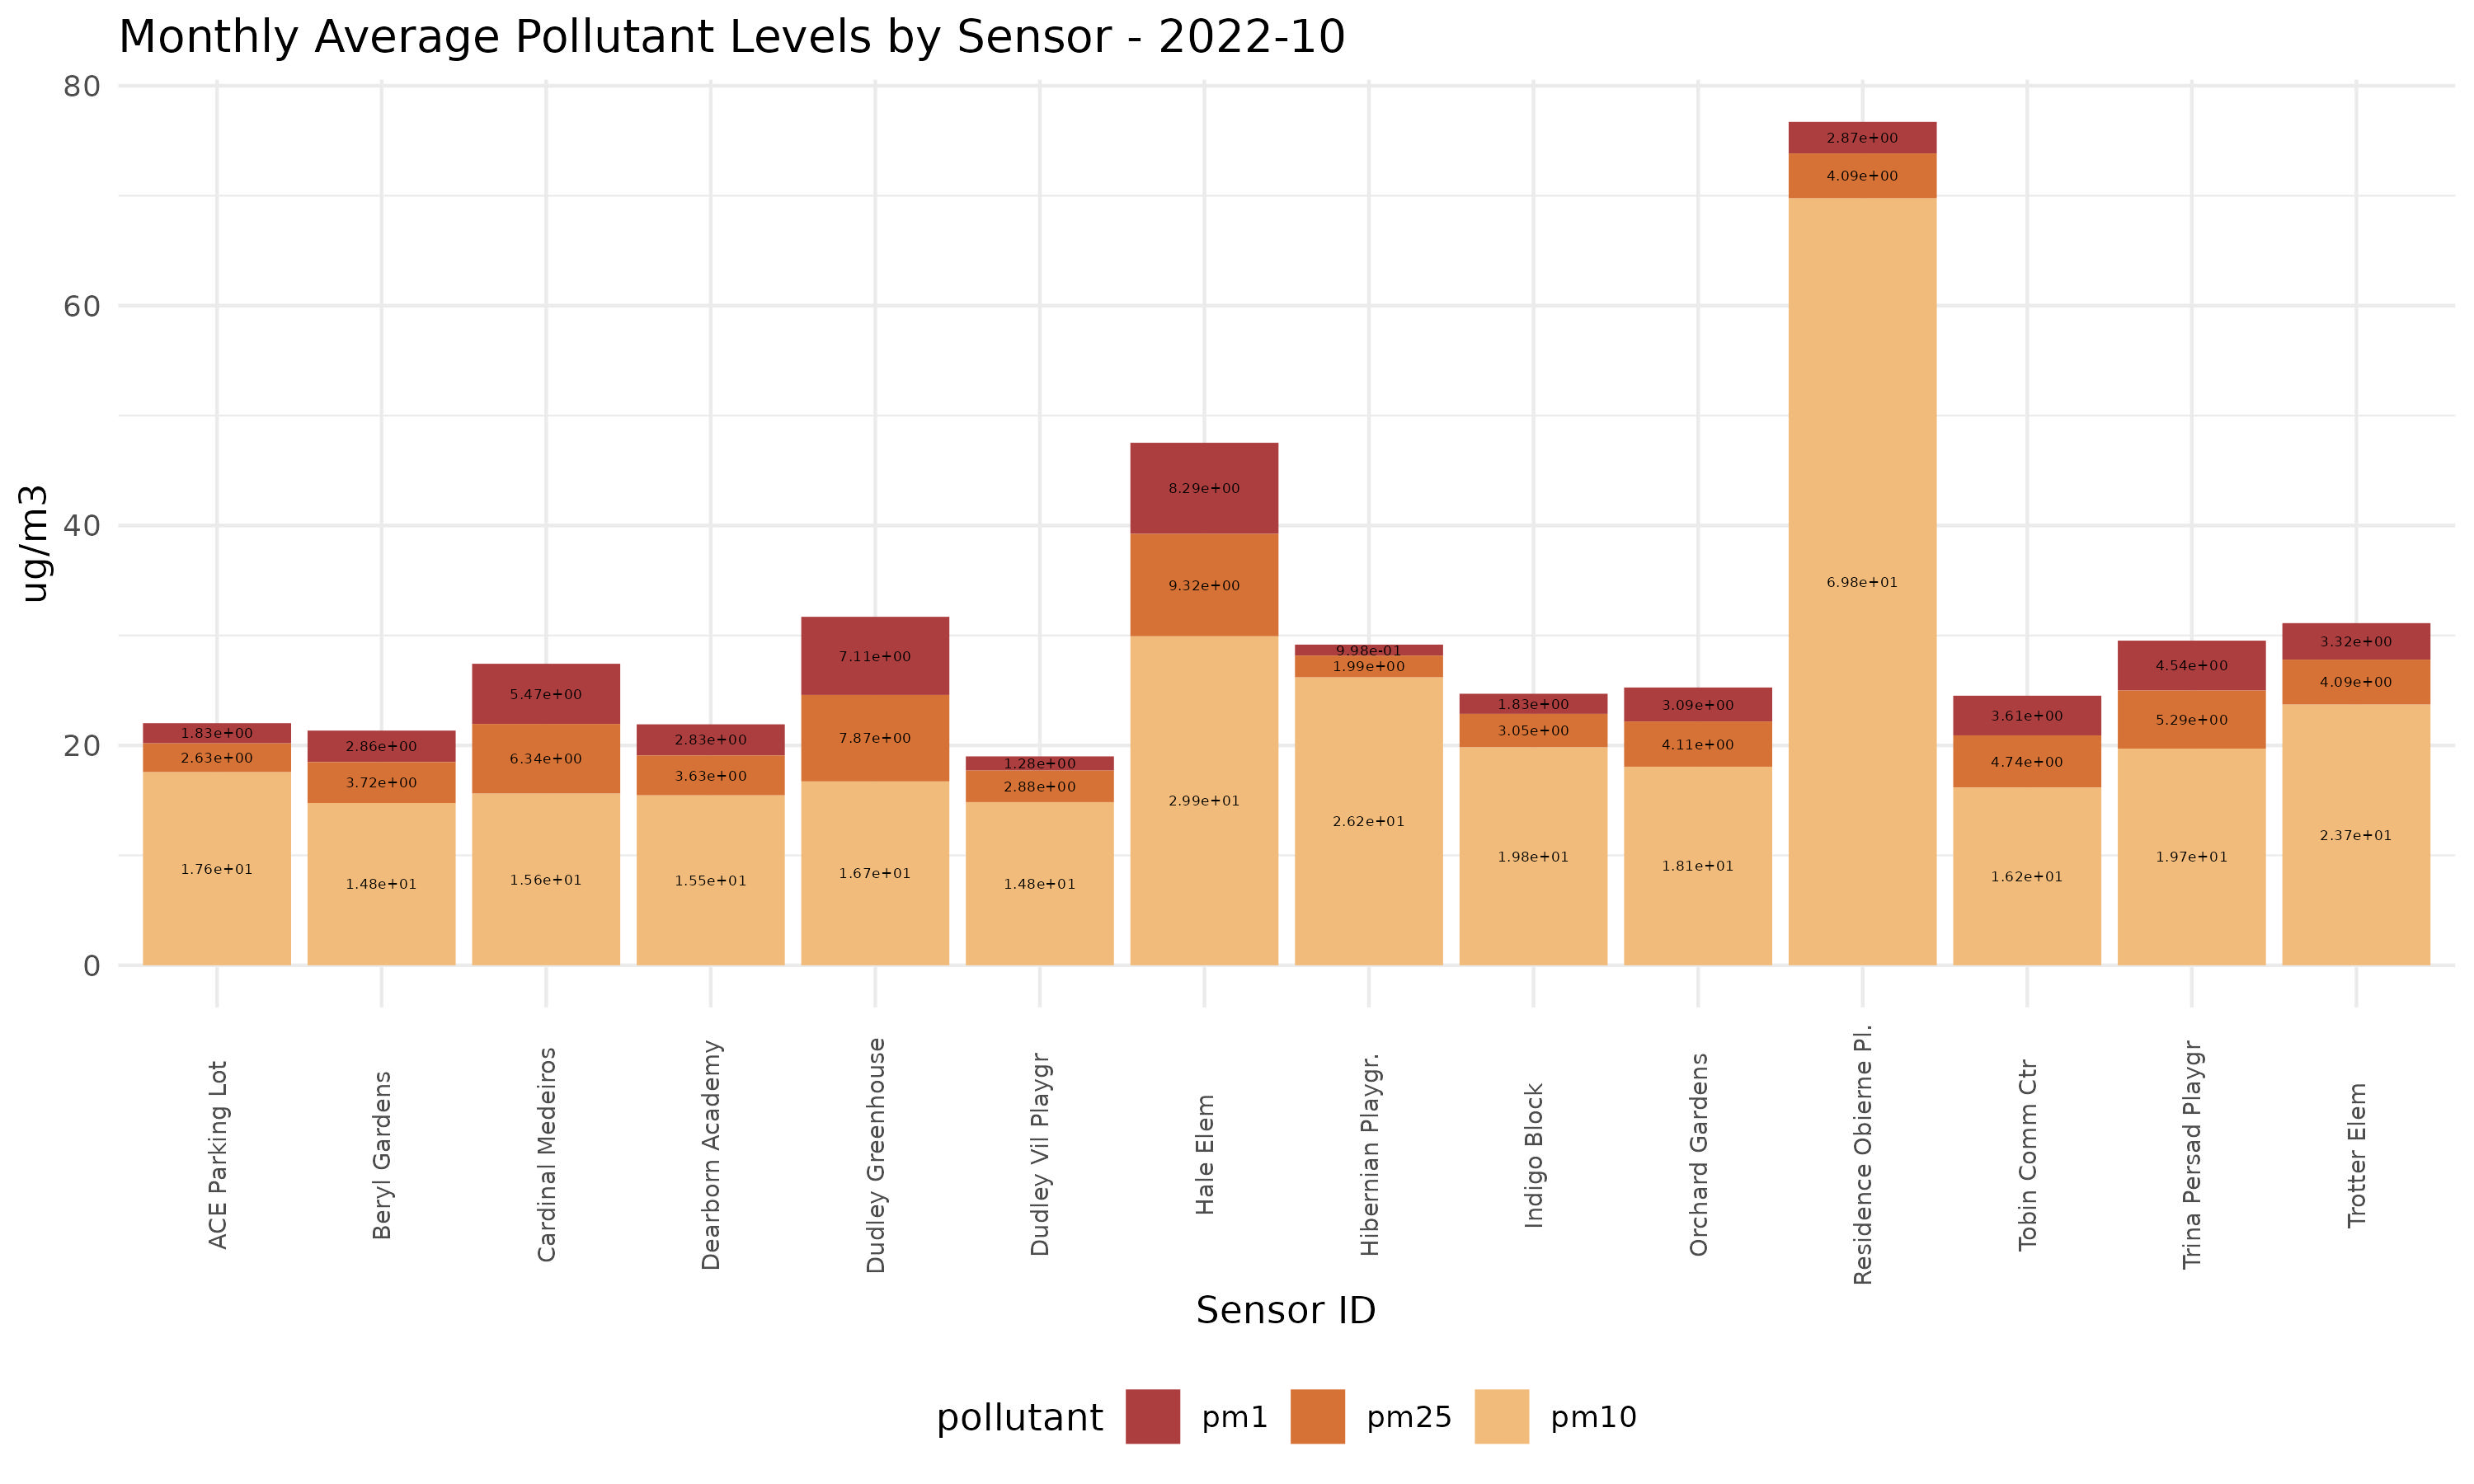 Monthly Average Pollutant Levels by Sensor - 2022-10
ug/m3
80
60
40
20
0
1.83e+00
2.63e+00
1.76e+01
2.86e+00
3.72e+00
1.48e+01
5.47e+00
6.34e+00
1.56e+01
2.83e+00
3.63e+00
1.55e+01
7.11e+00
7.87e+00
1.67e+01
1.28e+00
2.88e+00
1.48e+01
8.29e+00
9.32e+00
2.99e+01
9.98e-01
1.99e+00
2.62e+01
1.83e+00
3.05e+00
1.98e+01
3.09e+00
4.11e+00
1.81e+01
2.87e+00
4.09e+00
6.98e+01
3.61e+00
4.74e+00
1.62e+01
4.54e+00
5.29e+00
1.97e+01
3.32e+00
4.09e+00
2.37e+01
ACE Parking Lot
Beryl Gardens
Cardinal Medeiros
Dearborn Academy
Dudley Greenhouse
Dudley Vil Playgr
Hale Elem
Hibernian Playgr.
Indigo Block
Orchard Gardens
Residence Obierne Pl.
Tobin Comm Ctr
Trina Persad Playgr
Trotter Elem
Sensor ID
pollutant pm1 pm25 pm10